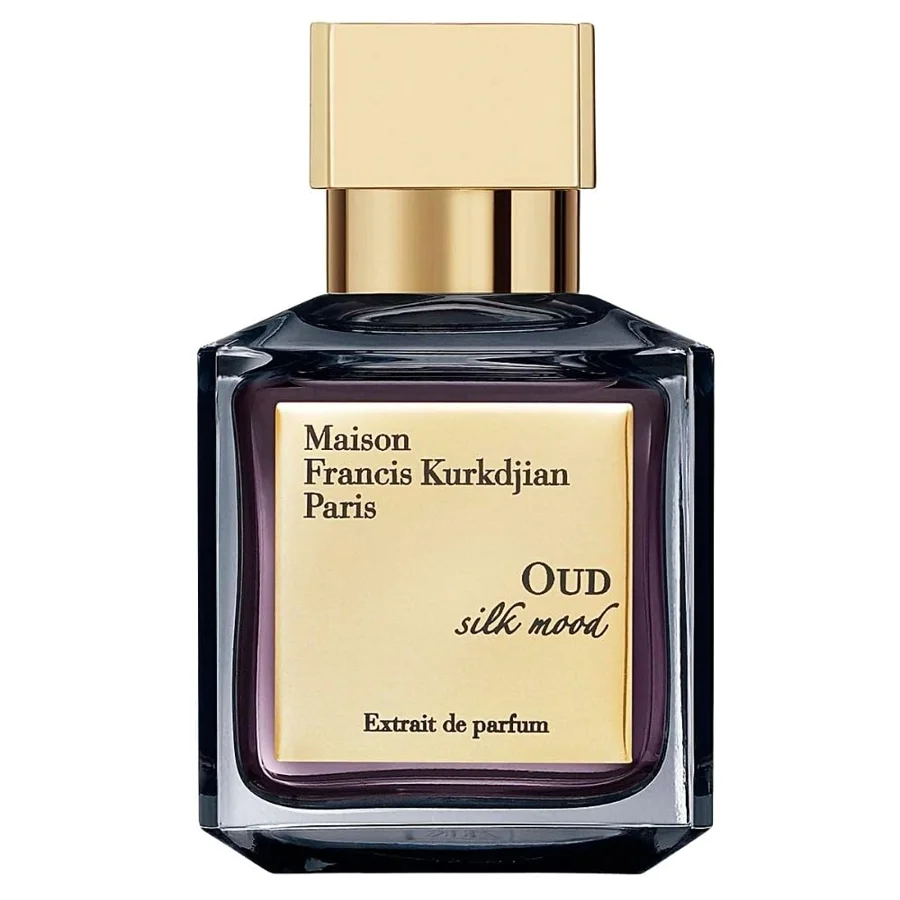 Maison
Francis Kurkdjian
Paris
OUD
silk mood
Extrait de parfum